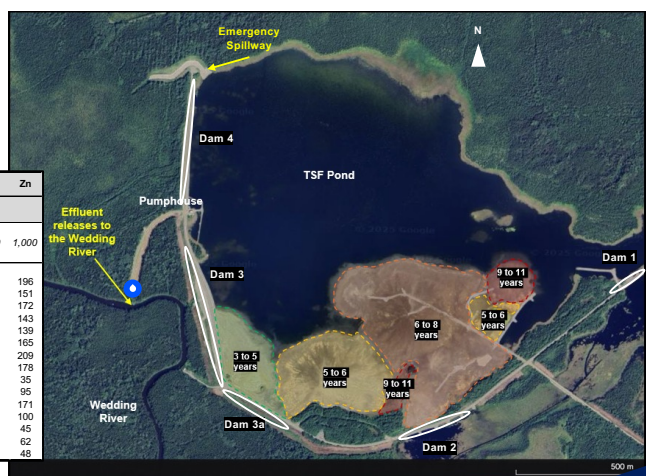 Emergency
Spillway
N
Dam 4
TSF Pond
Zn
1,000
196
151
172
143
139
165
209
178
35
95
171
100
45
62
48
Pumphouse
Effluent
releases to
the Wedding
River
Dam 3
Dam 1
9 to 11
years
5 to 6
years
6 to 8
years
3 to 5
years
5 to 6
years
9 to 11
years
Wedding
River
Dam 3a
Dam 2
500 m